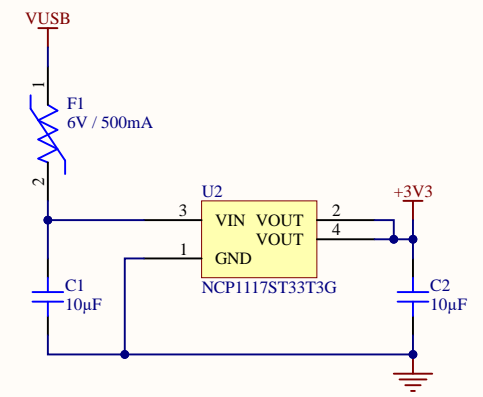 VUSB
1
F1
6V / 500mA
2
U2
+3V3
3
VIN
VOUT
2
VOUT
4
1
GND
NCP1117ST33T3G
C1
10µF
C2
10µF